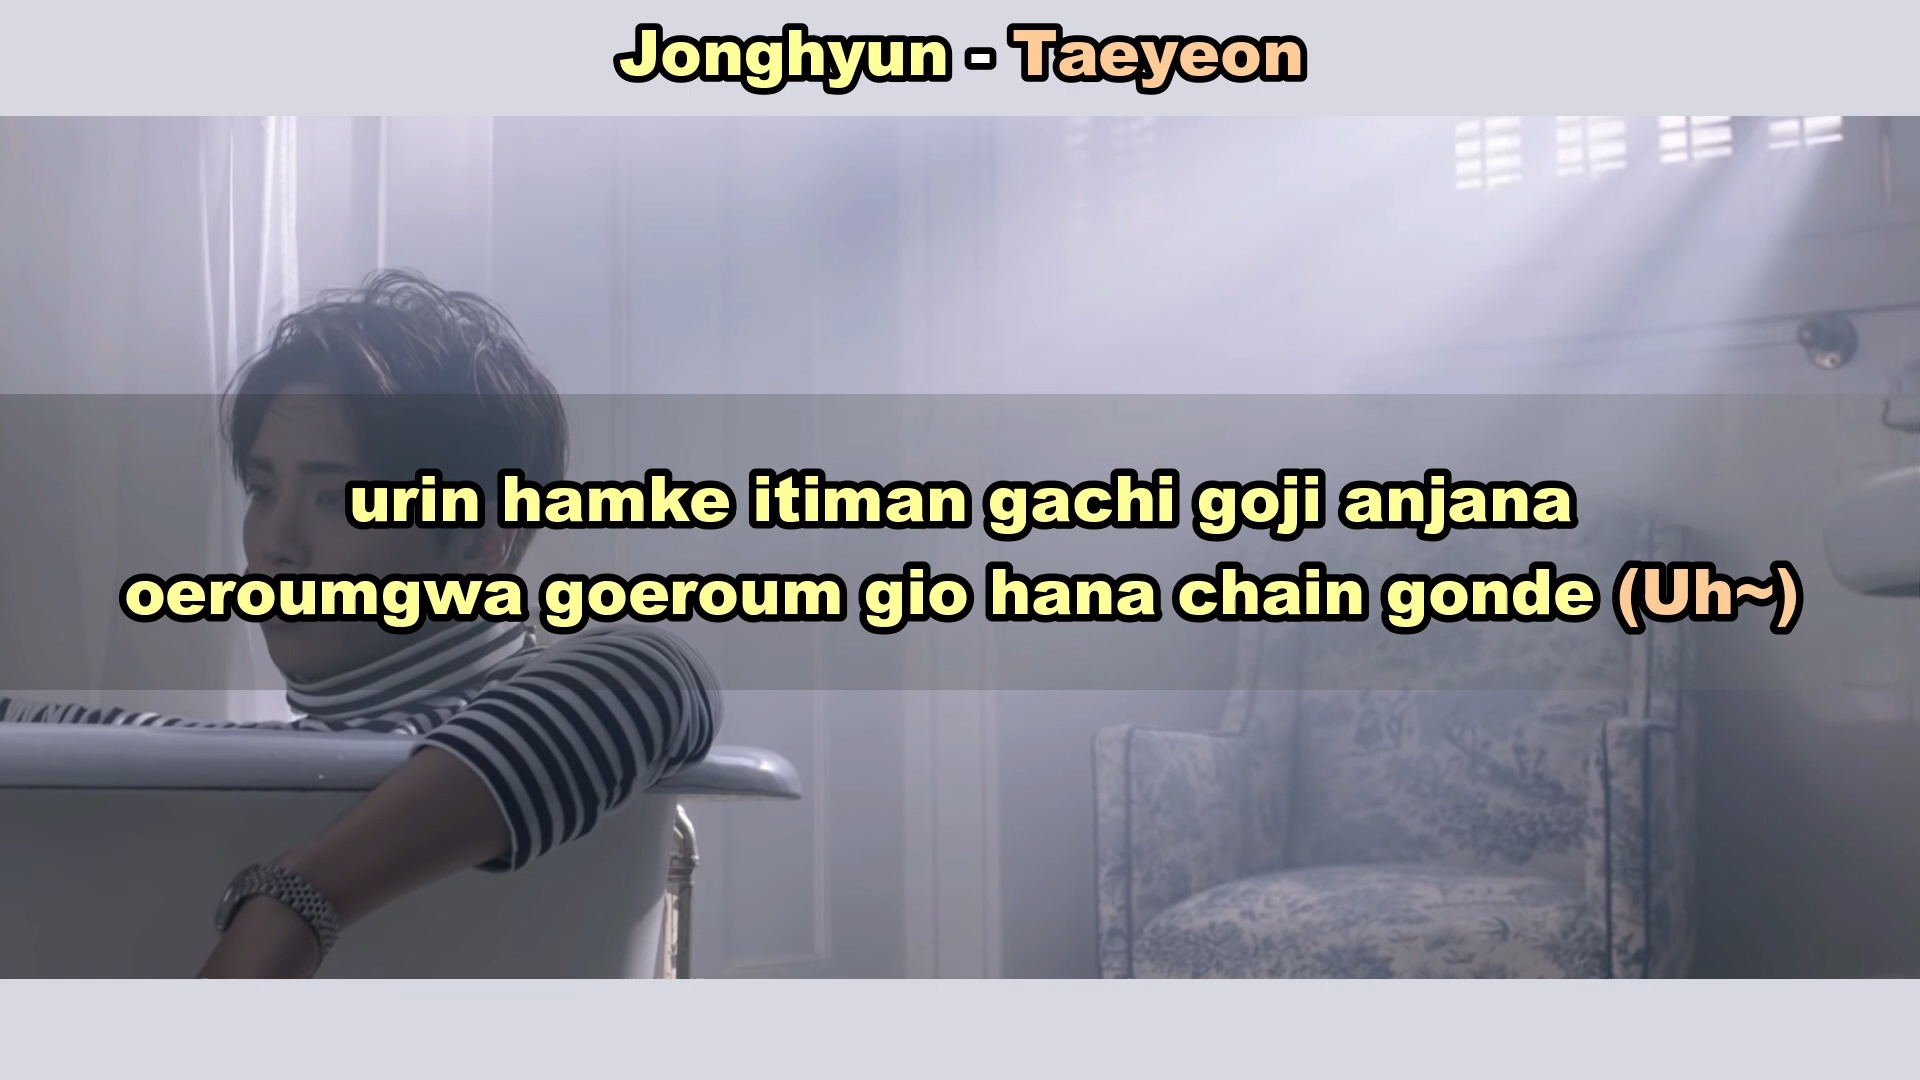 Jonghyun - Taeyeon
urin hamke itiman gachi goji anjana
oeroumgwa goeroum gio hana chain gonde (Uh~)